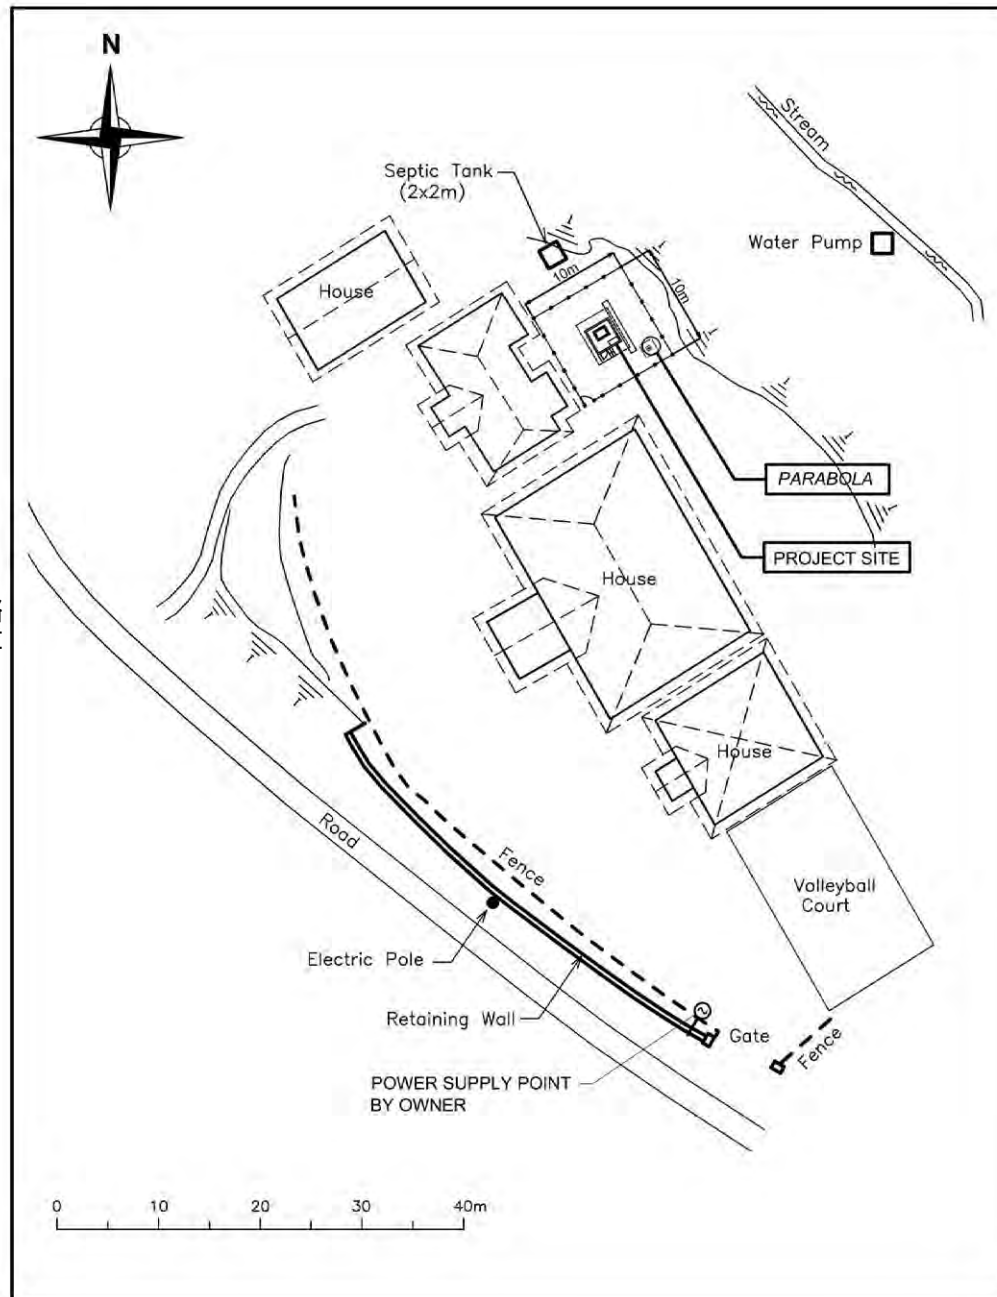 N
Stream
Septic Tank
(2x2m)
Water Pump
10m
10m
House
PARABOLA
PROJECT SITE
House
House
Road
Fence
Volleyball
Court
Electric Pole
Retaining Wall
Gate
Fence
POWER SUPPLY POINT
BY OWNER
0 10 20 30 40m